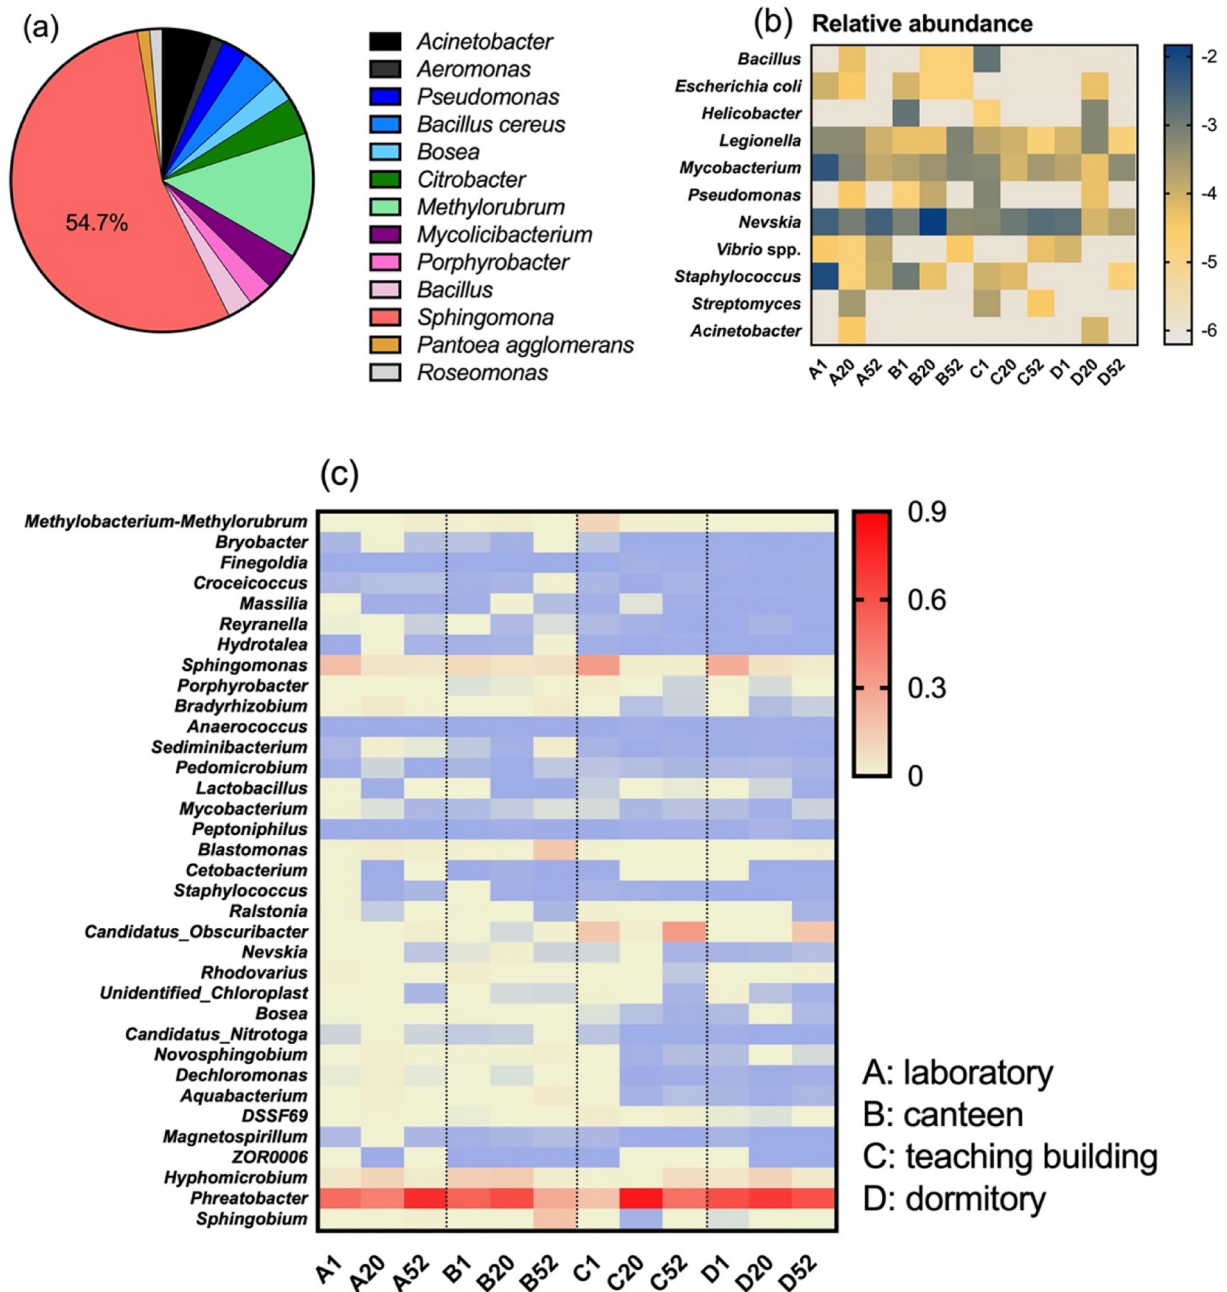 (a)
54.7%
Acinetobacter
Aeromonas
Pseudomonas
Bacillus cereus
Bosea
Citrobacter
Methylorubrum
Mycolicibacterium
Porphyrobacter
Bacillus
Sphingomona
Pantoea agglomerans
Roseomonas
(b) Relative abundance
Bacillus
Escherichia coli
Helicobacter
Legionella
Mycobacterium
Pseudomonas
Nevskia
Vibrio spp.
Staphylococcus
Streptomyces
Acinetobacter
A1 A20 A52 B1 B20 B52 C1 C20 C52 D1 D20 D52
-2
-3
-4
-5
-6
(c)
Methylobacterium-Methylorubrum
Bryobacter
Finegoldia
Croceicoccus
Massilia
Reyranella
Hydrotalea
Sphingomonas
Porphyrobacter
Bradyrhizobium
Anaerococcus
Sediminibacterium
Pedomicrobium
Lactobacillus
Mycobacterium
Peptoniphilus
Blastomonas
Cetobacterium
Staphylococcus
Ralstonia
Candidatus_Obscuribacter
Nevskia
Rhodovarius
Unidentified_Chloroplast
Bosea
Candidatus_Nitrotoga
Novosphingobium
Dechloromonas
Aquabacterium
DSSF69
Magnetospirillum
ZOR0006
Hyphomicrobium
Phreatobacter
Sphingobium
A1 A20 A52 B1 B20 B52 C1 C20 C52 D1 D20 D52
0.9
0.6
0.3
0
A: laboratory
B: canteen
C: teaching building
D: dormitory